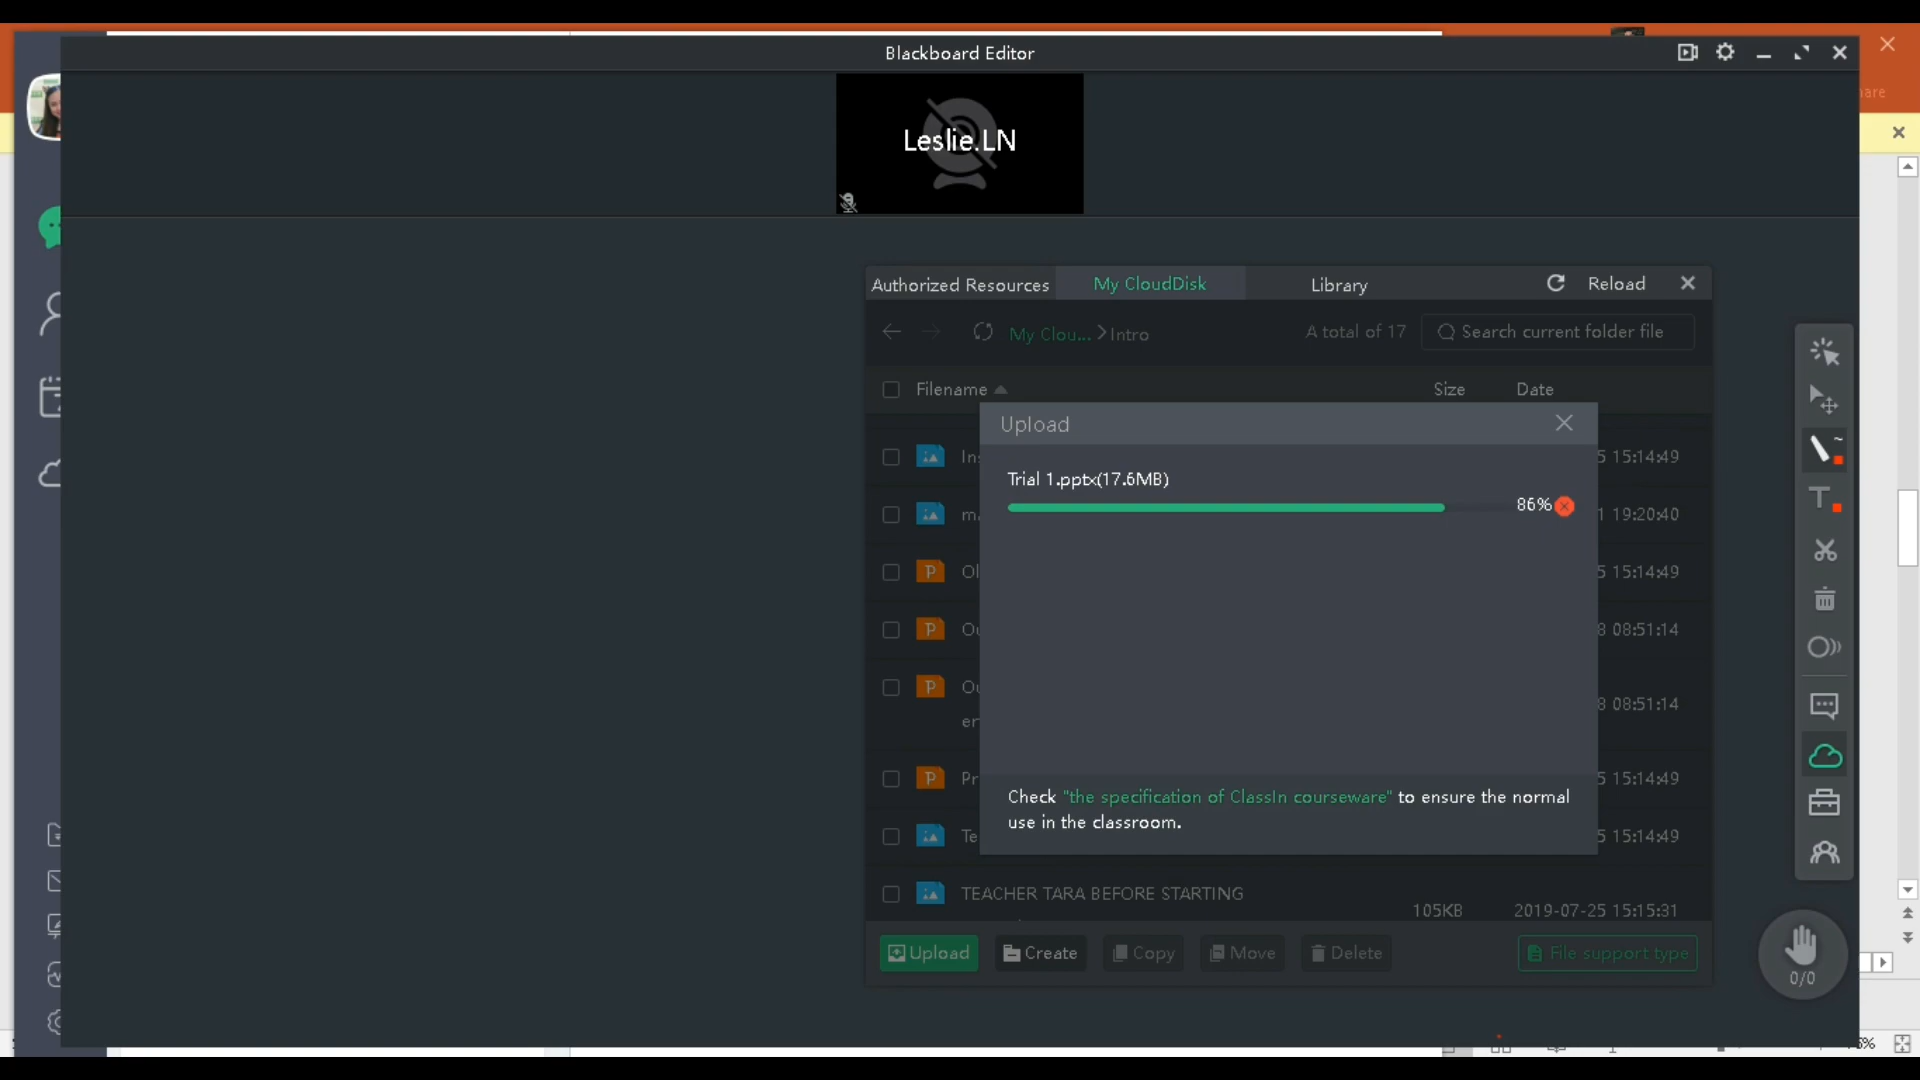 Blackboard Editor
Leslie.LN
Authorized Resources
My CloudDisk
Library
Reload
My Clou... > Intro
A total of 17
Search current folder file
Filename
Size
Date
Upload
Trial 1.pptx(17.6MB)
86%
5 15:14:49
1 19:20:40
Ol
5 15:14:49
8 08:51:14
8 08:51:14
er
Pr
5 15:14:49
Te
5 15:14:49
Check "the specification of ClassIn courseware" to ensure the normal
use in the classroom.
TEACHER TARA BEFORE STARTING
105KB
2019-07-25 15:15:31
Upload
Create
Copy
Move
Delete
File support type
0/0